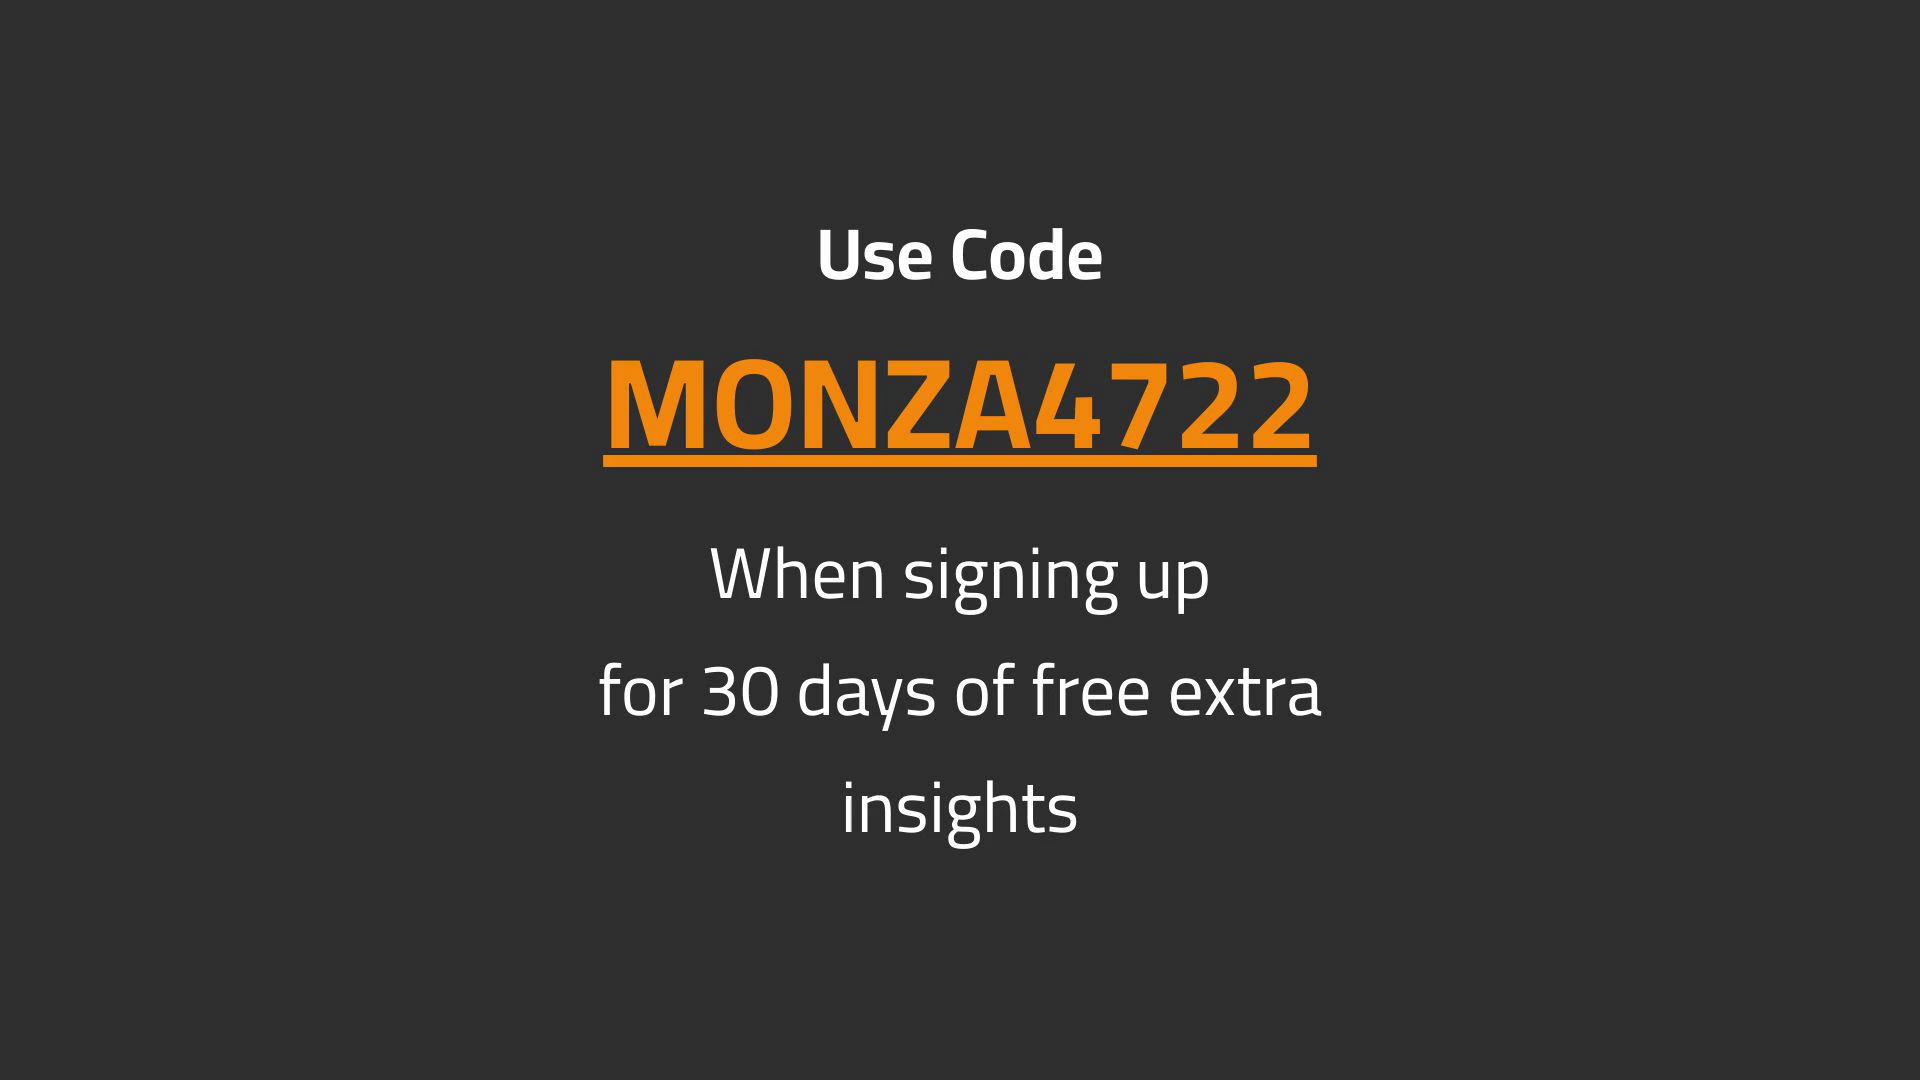 Use Code
MONZA4722
When signing up
for 30 days of free extra
insights